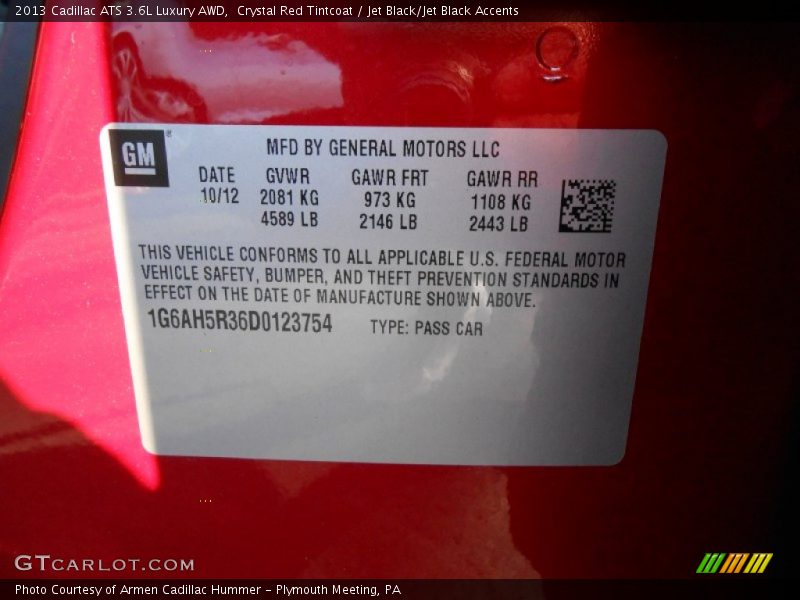 2013 Cadillac ATS 3.6L Luxury AWD,  Crystal Red Tintcoat / Jet Black/Jet Black Accents
GM ®
MFD BY GENERAL MOTORS LLC
DATE GVWR GAWR FRT GAWR RR
10/12 2081 KG 973 KG 1108 KG
4589 LB 2146 LB 2443 LB
THIS VEHICLE CONFORMS TO ALL APPLICABLE U.S. FEDERAL MOTOR
VEHICLE SAFETY, BUMPER, AND THEFT PREVENTION STANDARDS IN
EFFECT ON THE DATE OF MANUFACTURE SHOWN ABOVE.
1G6AH5R36D0123754 TYPE: PASS CAR
GTCARLOT.COM
Photo Courtesy of Armen Cadillac Hummer - Plymouth Meeting, PA